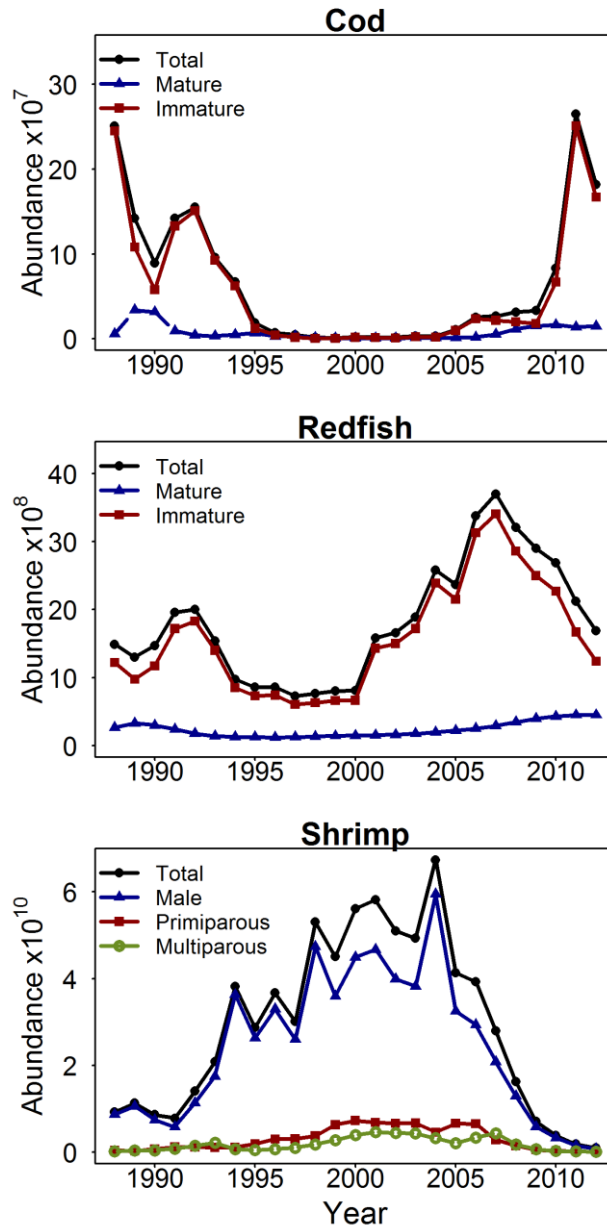 Cod
Total
Mature
Immature
Abundance x10^7
30
20
10
0
1990 1995 2000 2005 2010
Redfish
Total
Mature
Immature
Abundance x10^8
40
30
20
10
0
1990 1995 2000 2005 2010
Shrimp
Total
Male
Primiparous
Multiparous
Abundance x10^10
6
4
2
0
1990 1995 2000 2005 2010
Year